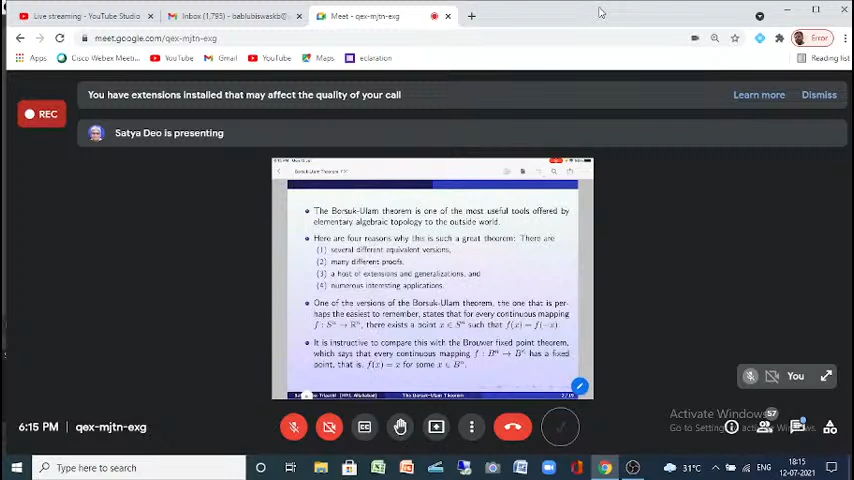 Live streaming - YouTube Studio
Inbox (1,795) - bablubiswaskb@
Meet - qex-mjtn-exg
meet.google.com/qex-mjtn-exg
Error
Apps
Cisco Webex Meet...
YouTube
Gmail
YouTube
Maps
eclaration
Reading list
You have extensions installed that may affect the quality of your call
Learn more
Dismiss
REC
Satya Deo is presenting
Borsuk-Ulam Theorem
• The Borsuk-Ulam theorem is one of the most useful tools offered by
elementary algebraic topology to the outside world.
• Here are four reasons why this is such a great theorem: There are
(1) several different equivalent versions,
(2) many different proofs,
(3) a host of extensions and generalizations, and
(4) numerous interesting applications.
• One of the versions of the Borsuk-Ulam theorem, the one that is per-
haps the easiest to remember, states that for every continuous mapping
f : Sⁿ → ℝⁿ, there exists a point x ∈ Sⁿ such that f(x) = f(−x).
• It is instructive to compare this with the Brouwer fixed point theorem,
which says that every continuous mapping f : Bⁿ → Bⁿ has a fixed
point, that is, f(x) = x for some x ∈ Bⁿ.
The Borsuk-Ulam Theorem
You
Activate Windows
Go to Setting
57
6:15 PM
qex-mjtn-exg
Type here to search
31°C
ENG
18:15
12-07-2021